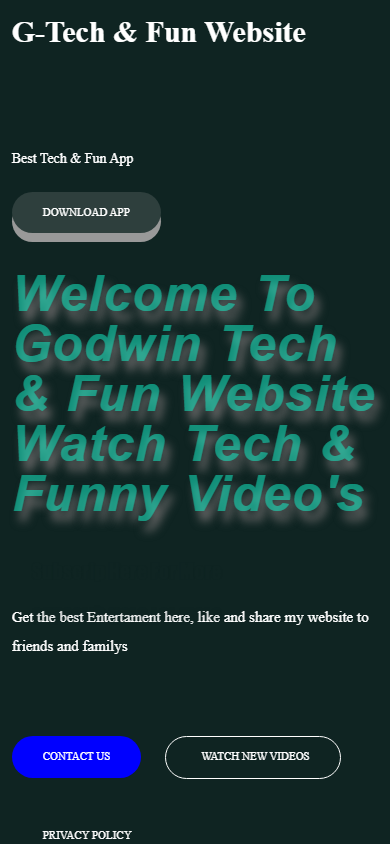 G-Tech & Fun Website
Best Tech & Fun App
DOWNLOAD APP
Welcome To
Godwin Tech
& Fun Website
Watch Tech &
Funny Video's
Get the best Entertament here, like and share my website to
friends and familys
CONTACT US
WATCH NEW VIDEOS
PRIVACY POLICY